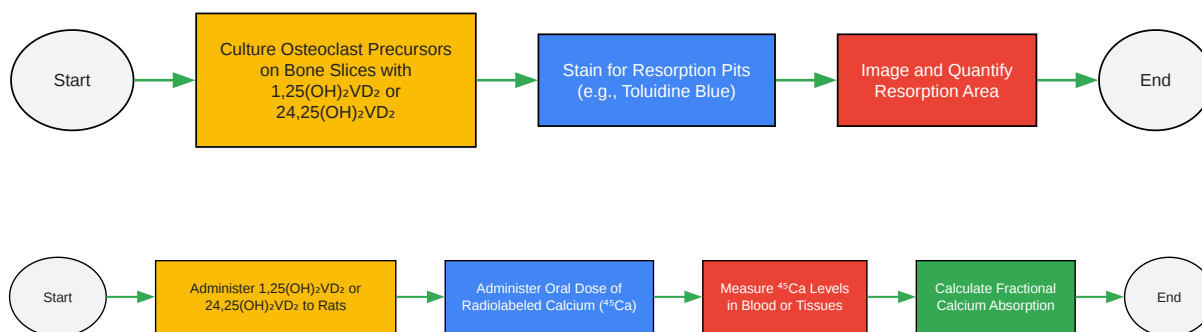 Start
Culture Osteoclast Precursors
on Bone Slices with
1,25(OH)₂VD₂ or
24,25(OH)₂VD₂
Stain for Resorption Pits
(e.g., Toluidine Blue)
Image and Quantify
Resorption Area
End
Start
Administer 1,25(OH)₂VD₂ or
24,25(OH)₂VD₂ to Rats
Administer Oral Dose of
Radiolabeled Calcium (⁴⁵Ca)
Measure ⁴⁵Ca Levels
in Blood or Tissues
Calculate Fractional
Calcium Absorption
End